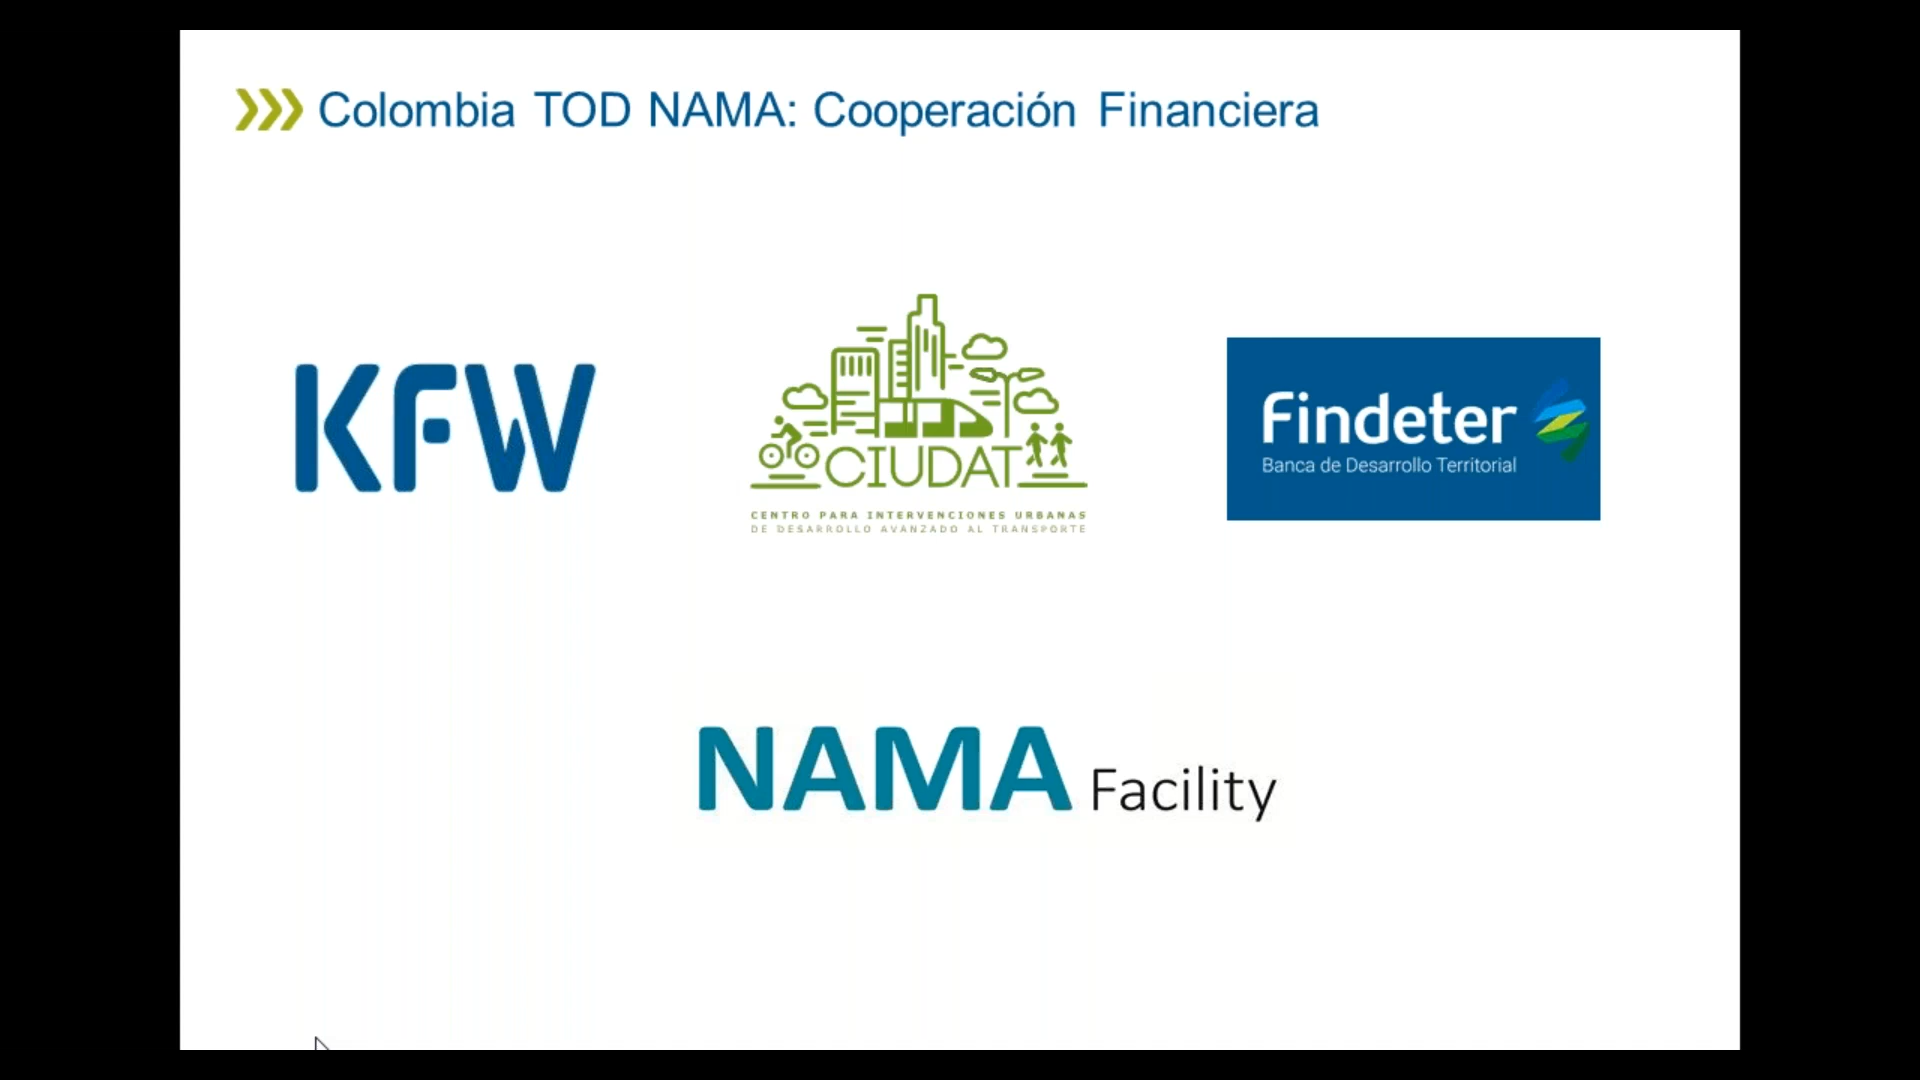 Colombia TOD NAMA: Cooperación Financiera
KFW
CIUDAT
CENTRO PARA INTERVENCIONES URBANAS
DE DESARROLLO AVANZADO AL TRANSPORTE
Findeter
Banca de Desarrollo Territorial
NAMA Facility